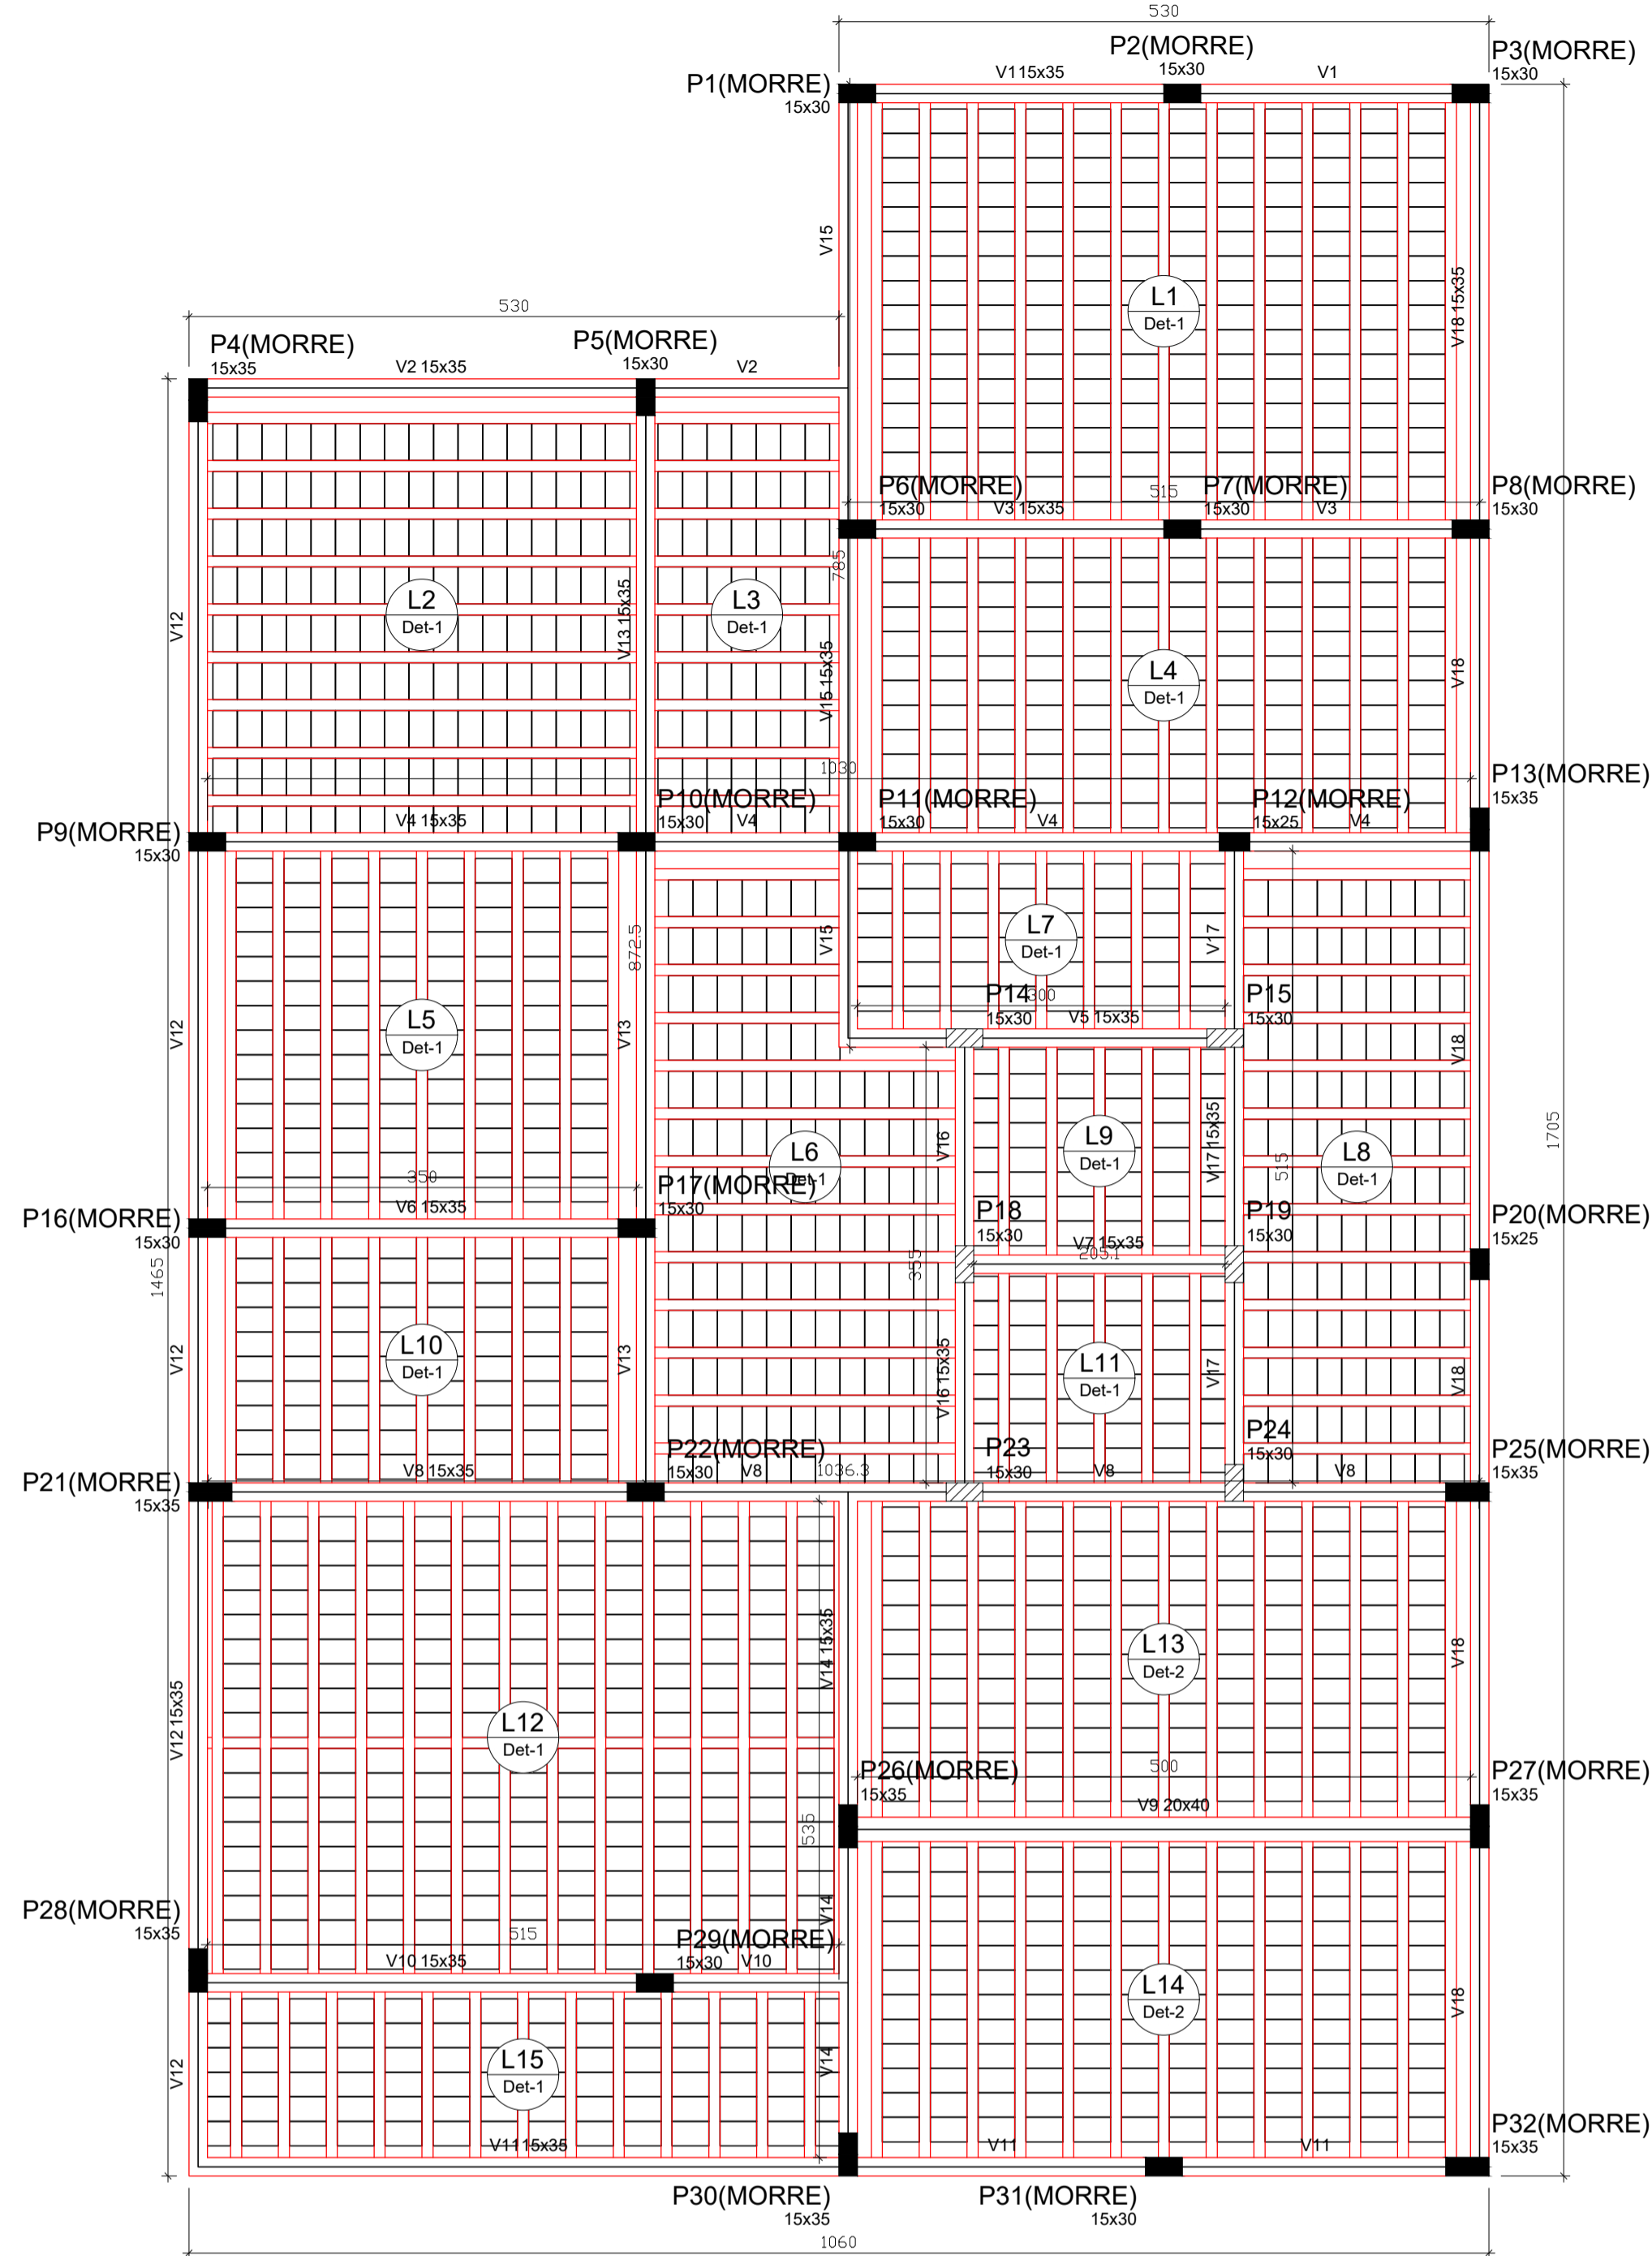 530
P2(MORRE)
15x30
P3(MORRE)
15x30
V1 15x35
V1
P1(MORRE)
15x30
V15
L1
Det-1
V18 15x35
530
P4(MORRE)
15x35
V2 15x35
P5(MORRE)
15x30
V2
P6(MORRE)
15x30
515
V3 15x35
P7(MORRE)
15x30
V3
P8(MORRE)
15x30
785
V12
L2
Det-1
V13 15x35
L3
Det-1
V15 15x35
L4
Det-1
V18
1030
P13(MORRE)
15x35
P9(MORRE)
15x30
V4 15x35
P10(MORRE)
15x30
V4
P11(MORRE)
15x30
V4
P12(MORRE)
15x25
V4
872.5
V15
L7
Det-1
V17
P14
15x30
300
V5 15x35
P15
15x30
V12
L5
Det-1
V13
V18
1705
350
V6 15x35
P16(MORRE)
15x30
P17(MORRE)
15x30
L6
Det-1
V16
L9
Det-1
V17 15x35
515
L8
Det-1
P18
15x30
V7 15x35
205.1
P19
15x30
P20(MORRE)
15x25
1465
355
V12
L10
Det-1
V13
V16 15x35
L11
Det-1
V17
V18
P21(MORRE)
15x35
V8 15x35
P22(MORRE)
15x30
V8
1036.3
P23
15x30
V8
P24
15x30
V8
P25(MORRE)
15x35
V12 15x35
L12
Det-1
V14 15x35
L13
Det-2
V18
535
P26(MORRE)
15x35
500
V9 20x40
P27(MORRE)
15x35
P28(MORRE)
15x35
515
V10 15x35
P29(MORRE)
15x30
V10
V14
L14
Det-2
V18
V12
L15
Det-1
V14
V11 15x35
V11
V11
P32(MORRE)
15x35
P30(MORRE)
15x35
P31(MORRE)
15x30
1060